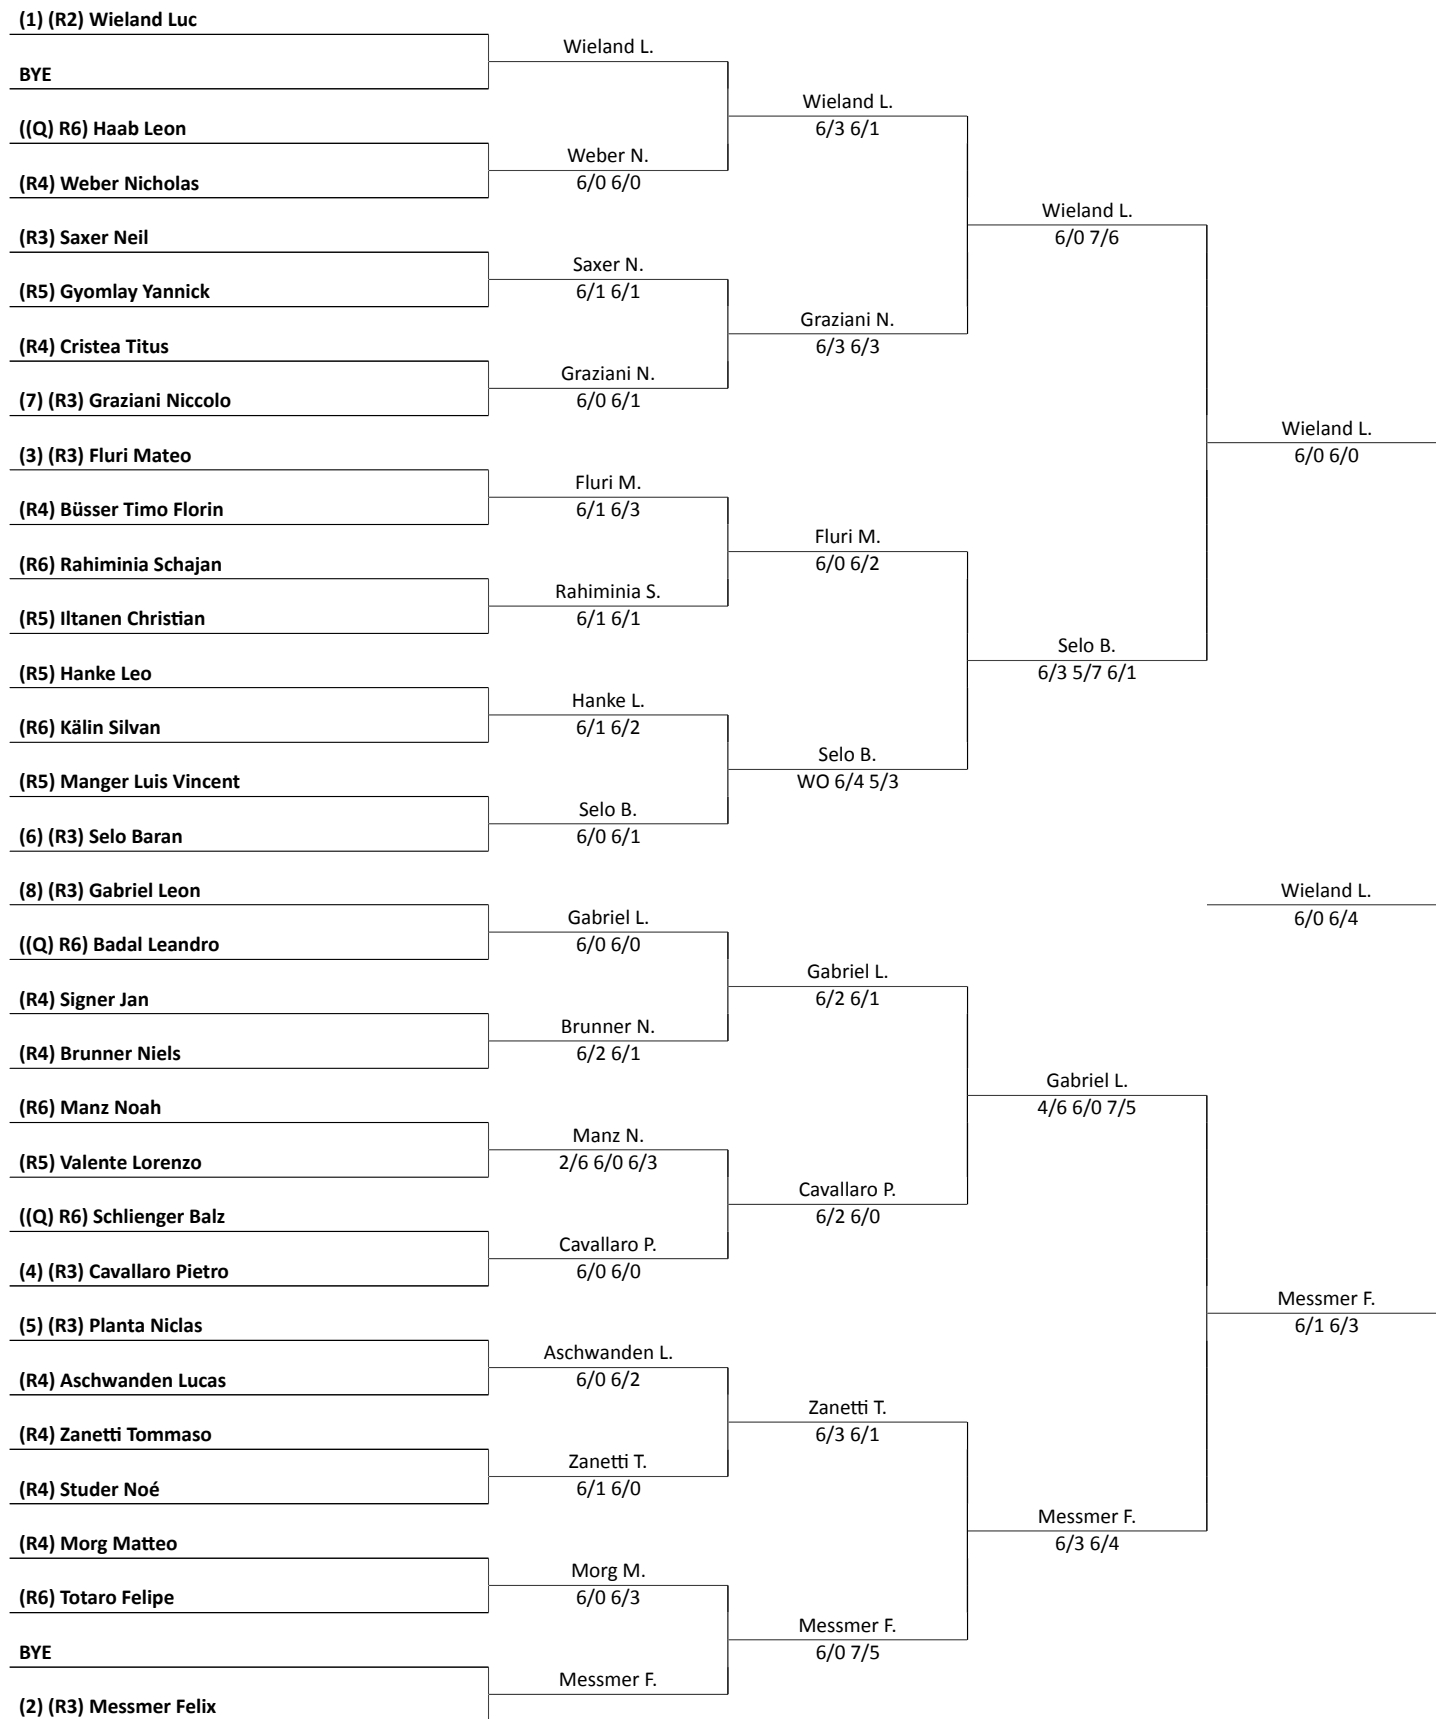 (1) (R2) Wieland Luc
Wieland L.
BYE
Wieland L.
6/3 6/1
((Q) R6) Haab Leon
Weber N.
6/0 6/0
(R4) Weber Nicholas
Wieland L.
6/0 7/6
(R3) Saxer Neil
Saxer N.
6/1 6/1
(R5) Gyomlay Yannick
Graziani N.
6/3 6/3
(R4) Cristea Titus
Graziani N.
6/0 6/1
(7) (R3) Graziani Niccolo
Wieland L.
6/0 6/0
(3) (R3) Fluri Mateo
Fluri M.
6/1 6/3
(R4) Büsser Timo Florin
Fluri M.
6/0 6/2
(R6) Rahiminia Schajan
Rahiminia S.
6/1 6/1
(R5) Iltanen Christian
Selo B.
6/3 5/7 6/1
(R5) Hanke Leo
Hanke L.
6/1 6/2
(R6) Kälin Silvan
Selo B.
WO 6/4 5/3
(R5) Manger Luis Vincent
Selo B.
6/0 6/1
(6) (R3) Selo Baran
(8) (R3) Gabriel Leon
Wieland L.
6/0 6/4
Gabriel L.
6/0 6/0
((Q) R6) Badal Leandro
Gabriel L.
6/2 6/1
(R4) Signer Jan
Brunner N.
6/2 6/1
(R4) Brunner Niels
Gabriel L.
4/6 6/0 7/5
(R6) Manz Noah
Manz N.
2/6 6/0 6/3
(R5) Valente Lorenzo
Cavallaro P.
6/2 6/0
((Q) R6) Schlienger Balz
Cavallaro P.
6/0 6/0
(4) (R3) Cavallaro Pietro
Messmer F.
6/1 6/3
(5) (R3) Planta Niclas
Aschwanden L.
6/0 6/2
(R4) Aschwanden Lucas
Zanetti T.
6/3 6/1
(R4) Zanetti Tommaso
Zanetti T.
6/1 6/0
(R4) Studer Noé
Messmer F.
6/3 6/4
(R4) Morg Matteo
Morg M.
6/0 6/3
(R6) Totaro Felipe
Messmer F.
6/0 7/5
BYE
Messmer F.
(2) (R3) Messmer Felix